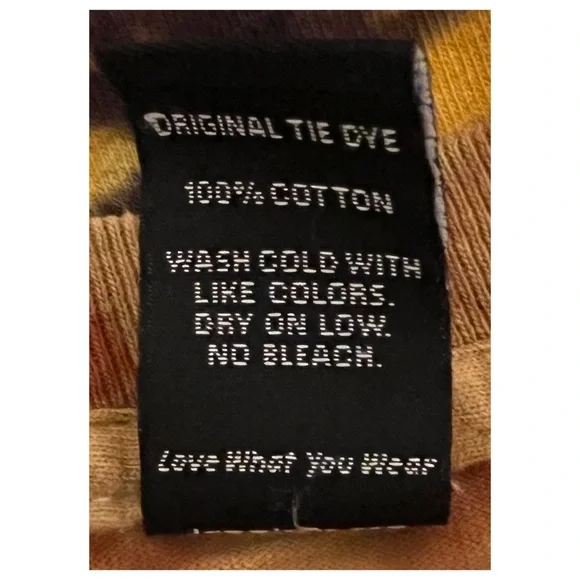 ORIGINAL TIE DYE
100% COTTON
WASH COLD WITH
LIKE COLORS.
DRY ON LOW.
NO BLEACH.
Love What You Wear